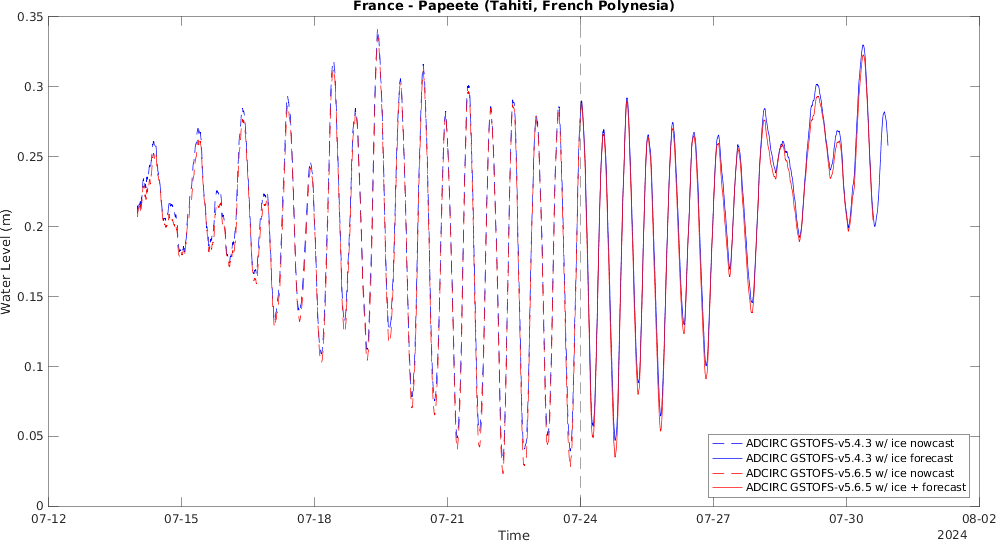 France - Papeete (Tahiti, French Polynesia)
Water Level (m)
0.35
0.3
0.25
0.2
0.15
0.1
0.05
0
07-12
07-15
07-18
07-21
07-24
07-27
07-30
08-02
Time
2024
ADCIRC GSTOFS-v5.4.3 w/ ice nowcast
ADCIRC GSTOFS-v5.4.3 w/ ice forecast
ADCIRC GSTOFS-v5.6.5 w/ ice nowcast
ADCIRC GSTOFS-v5.6.5 w/ ice + forecast